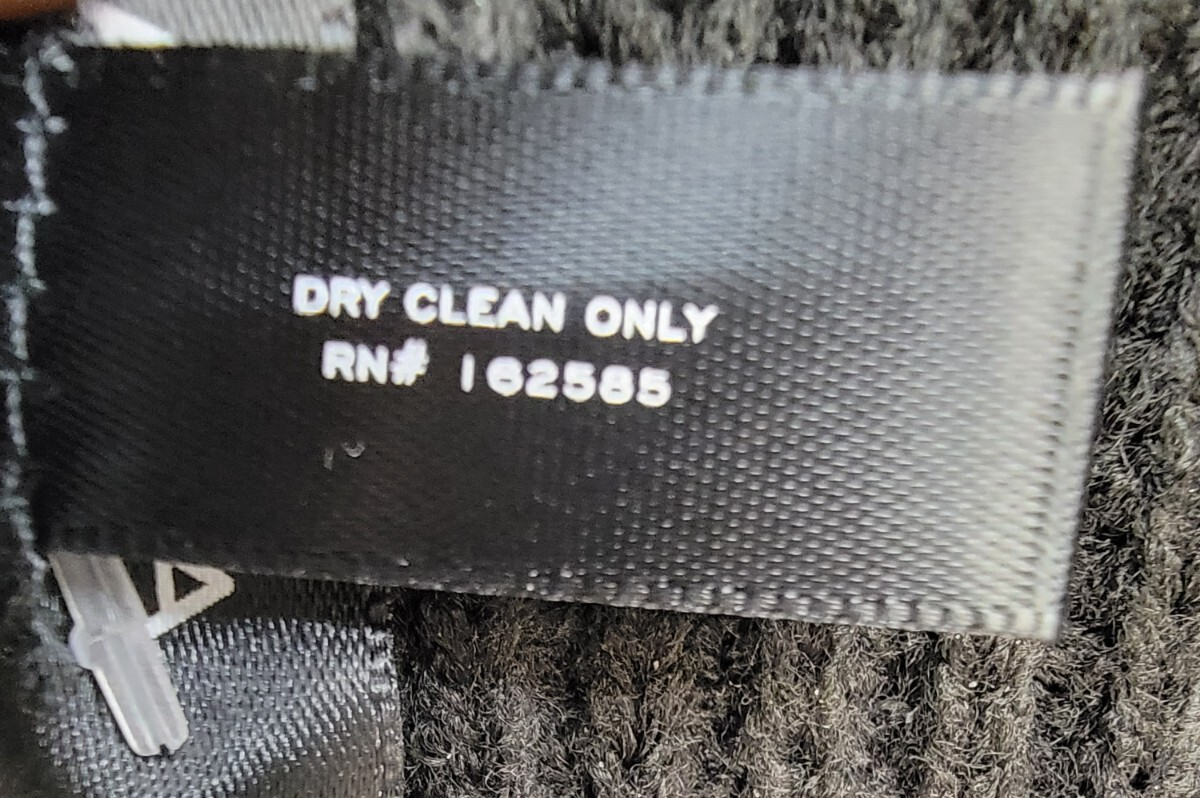 DRY CLEAN ONLY
RN# 162585